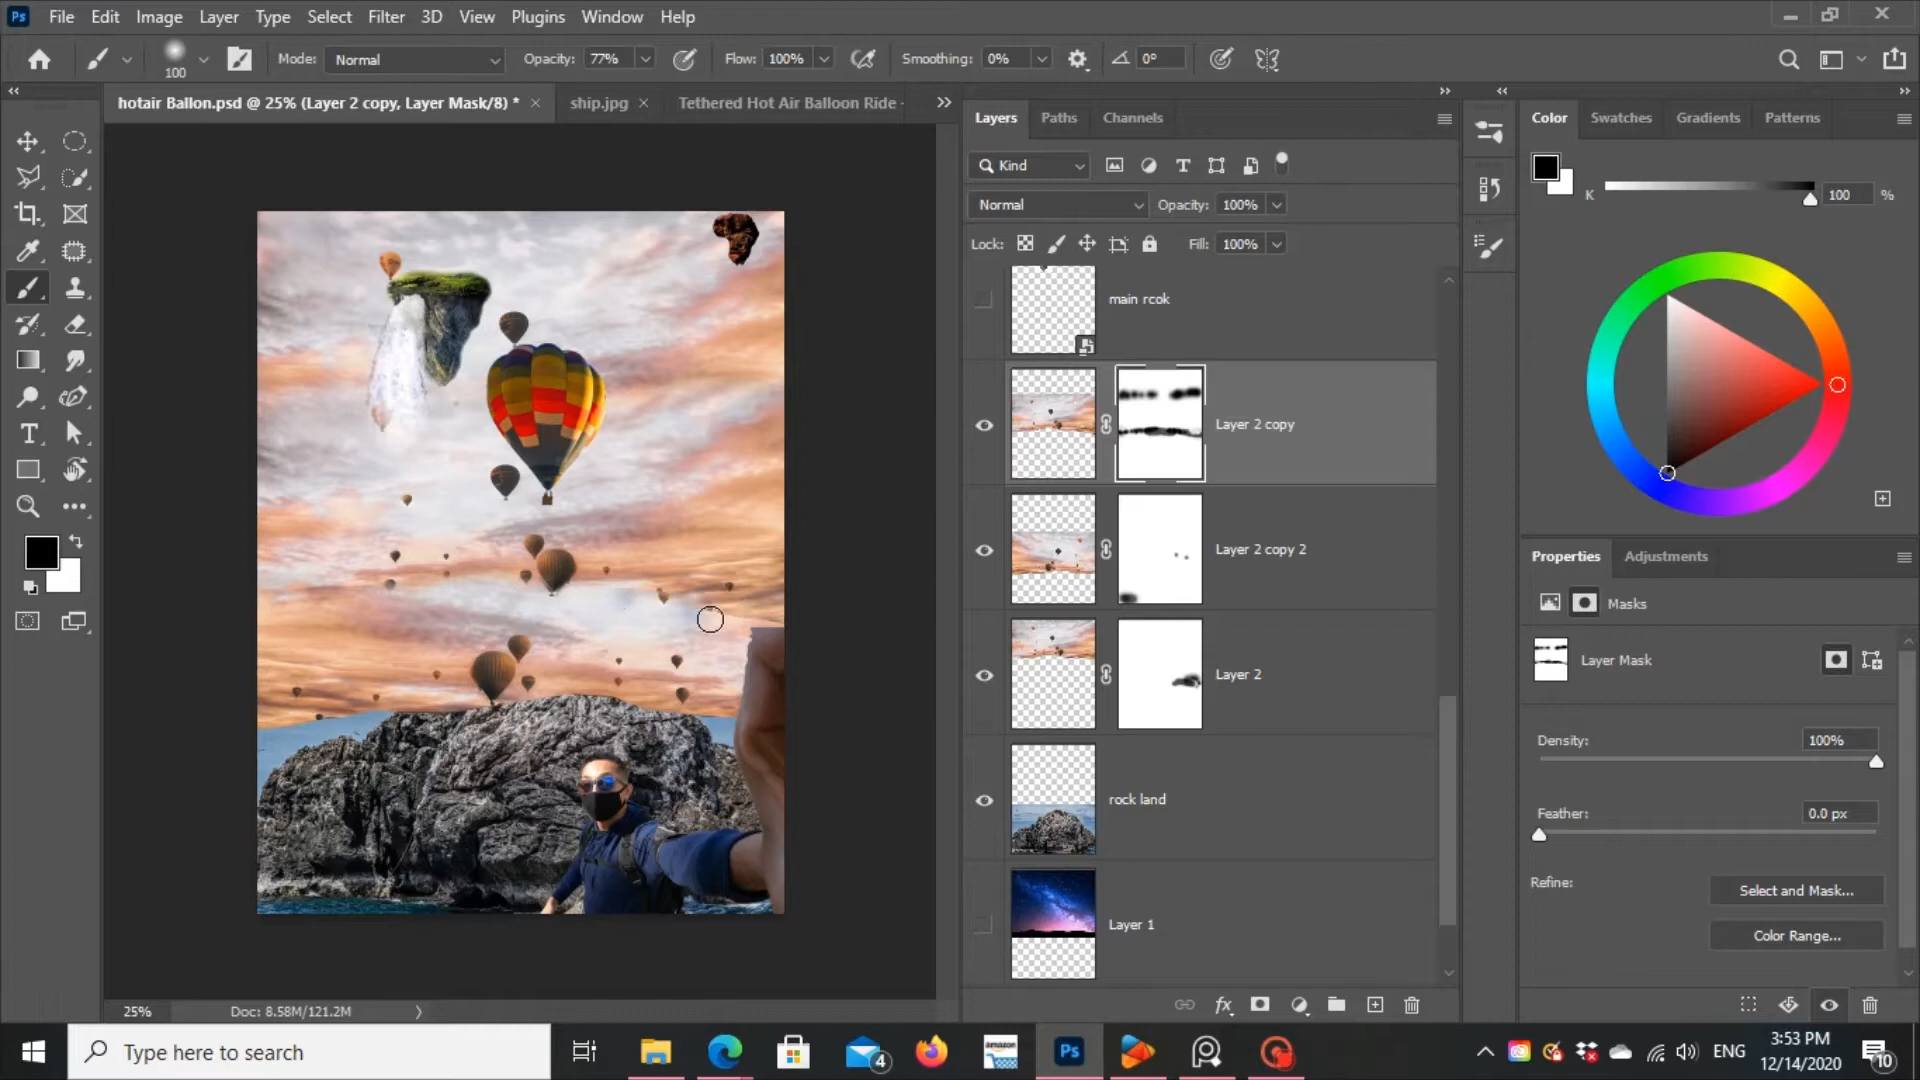 Ps File Edit Image Layer Type Select Filter 3D View Plugins Window Help
100 Mode: Normal Opacity: 77% Flow: 100% Smoothing: 0% 0°
hotair Ballon.psd @ 25% (Layer 2 copy, Layer Mask/8) * ship.jpg Tethered Hot Air Balloon Ride -
Layers Paths Channels
Color Swatches Gradients Patterns
Kind
Normal Opacity: 100%
K 100 %
Lock: Fill: 100%
main rcok
Layer 2 copy
Layer 2 copy 2
Properties Adjustments
Masks
Layer Mask
Layer 2
Density: 100%
Feather: 0.0 px
rock land
Refine: Select and Mask...
Color Range...
Layer 1
25% Doc: 8.58M/121.2M
Type here to search
amazon
Ps
4
ENG
3:53 PM
12/14/2020
10